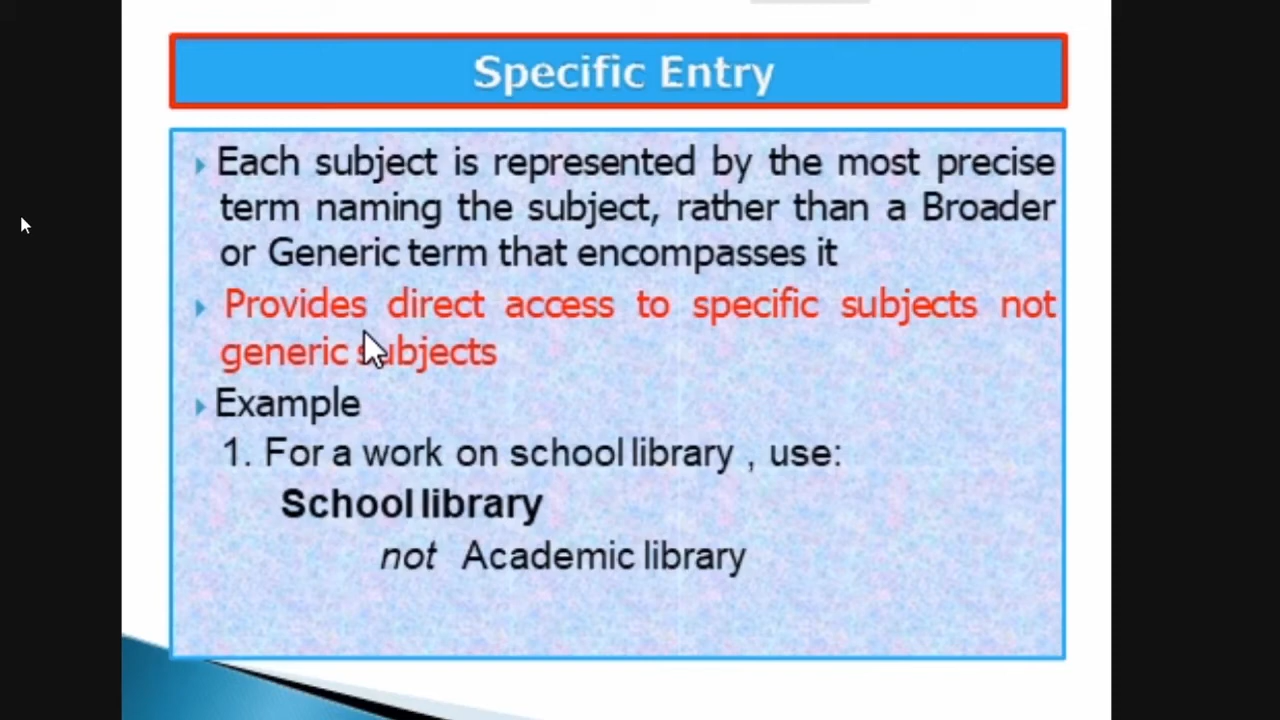 Specific Entry
Each subject is represented by the most precise
term naming the subject, rather than a Broader
or Generic term that encompasses it
Provides direct access to specific subjects not
generic subjects
Example
1. For a work on school library , use:
School library
not Academic library